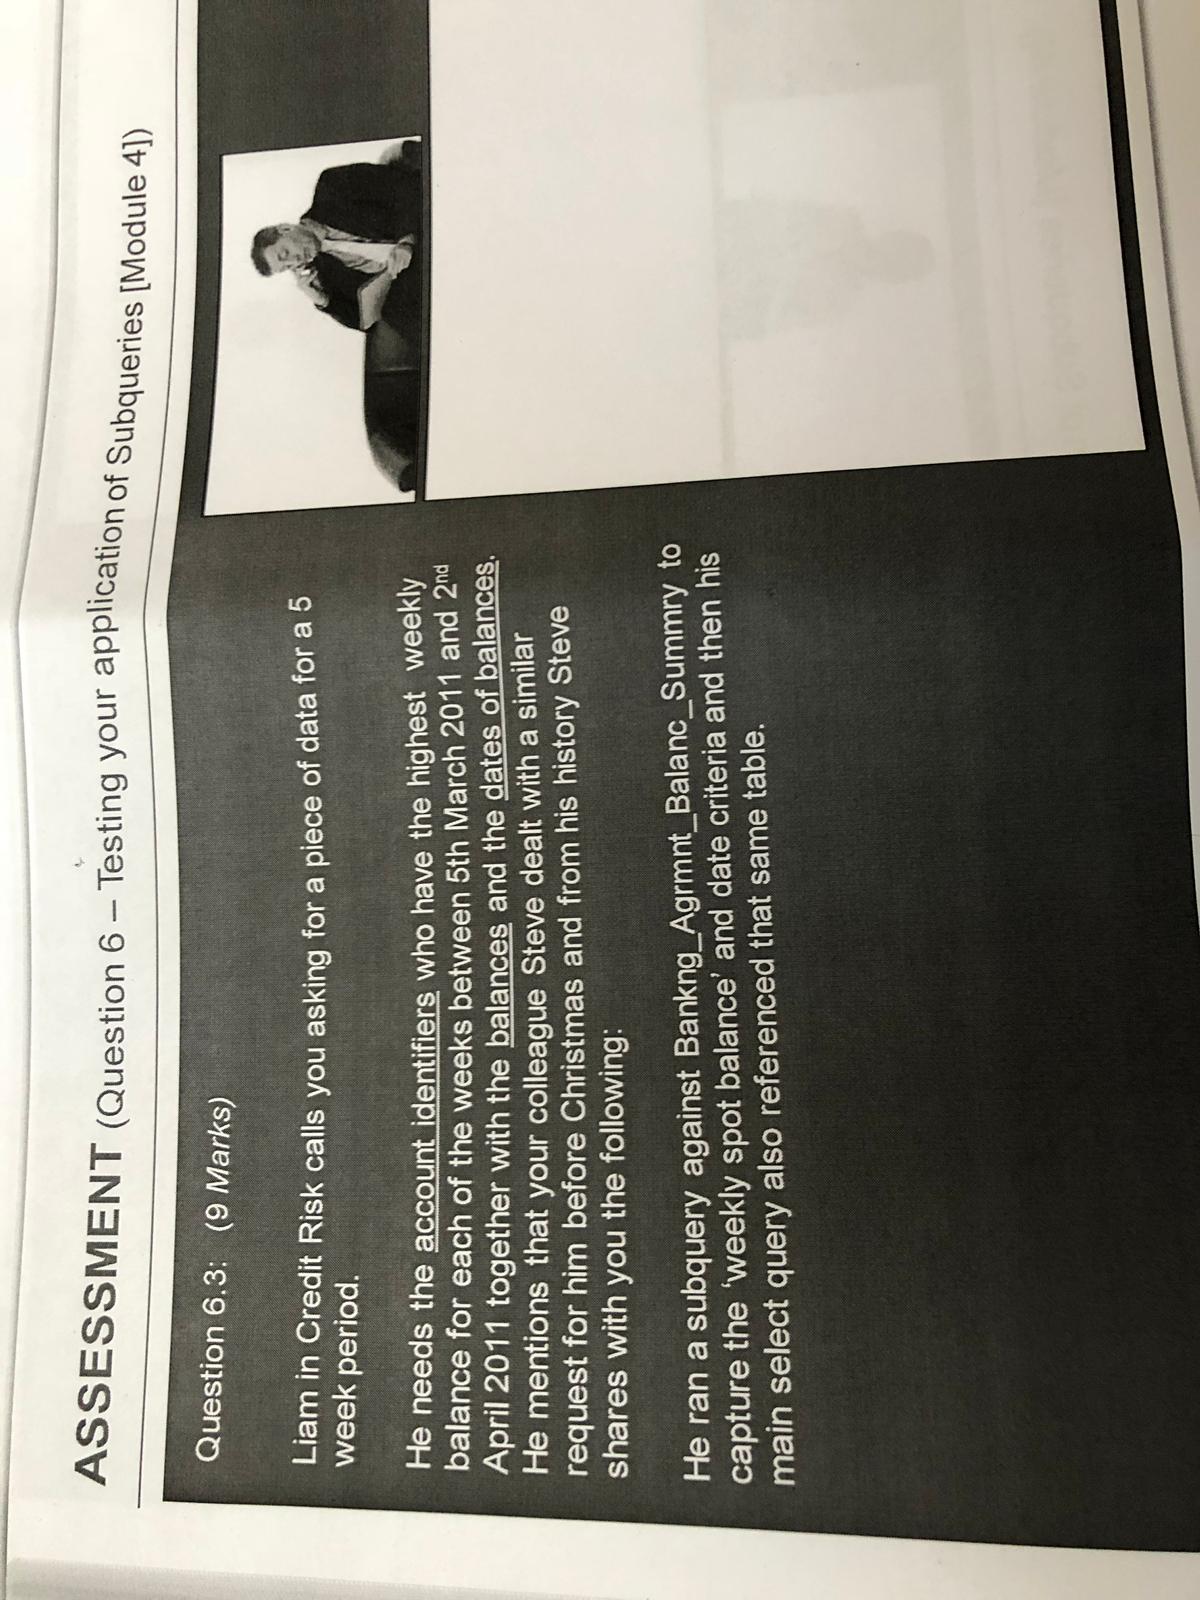 ASSESSMENT (Question 6 – Testing your application of Subqueries [Module 4])
Question 6.3: (9 Marks)
Liam in Credit Risk calls you asking for a piece of data for a 5
week period.
He needs the account identifiers who have the highest weekly
balance for each of the weeks between 5th March 2011 and 2nd
April 2011 together with the balances and the dates of balances.
He mentions that your colleague Steve dealt with a similar
request for him before Christmas and from his history Steve
shares with you the following:
He ran a subquery against Bankng_Agrmnt_Balanc_Summry to
capture the ‘weekly spot balance’ and date criteria and then his
main select query also referenced that same table.